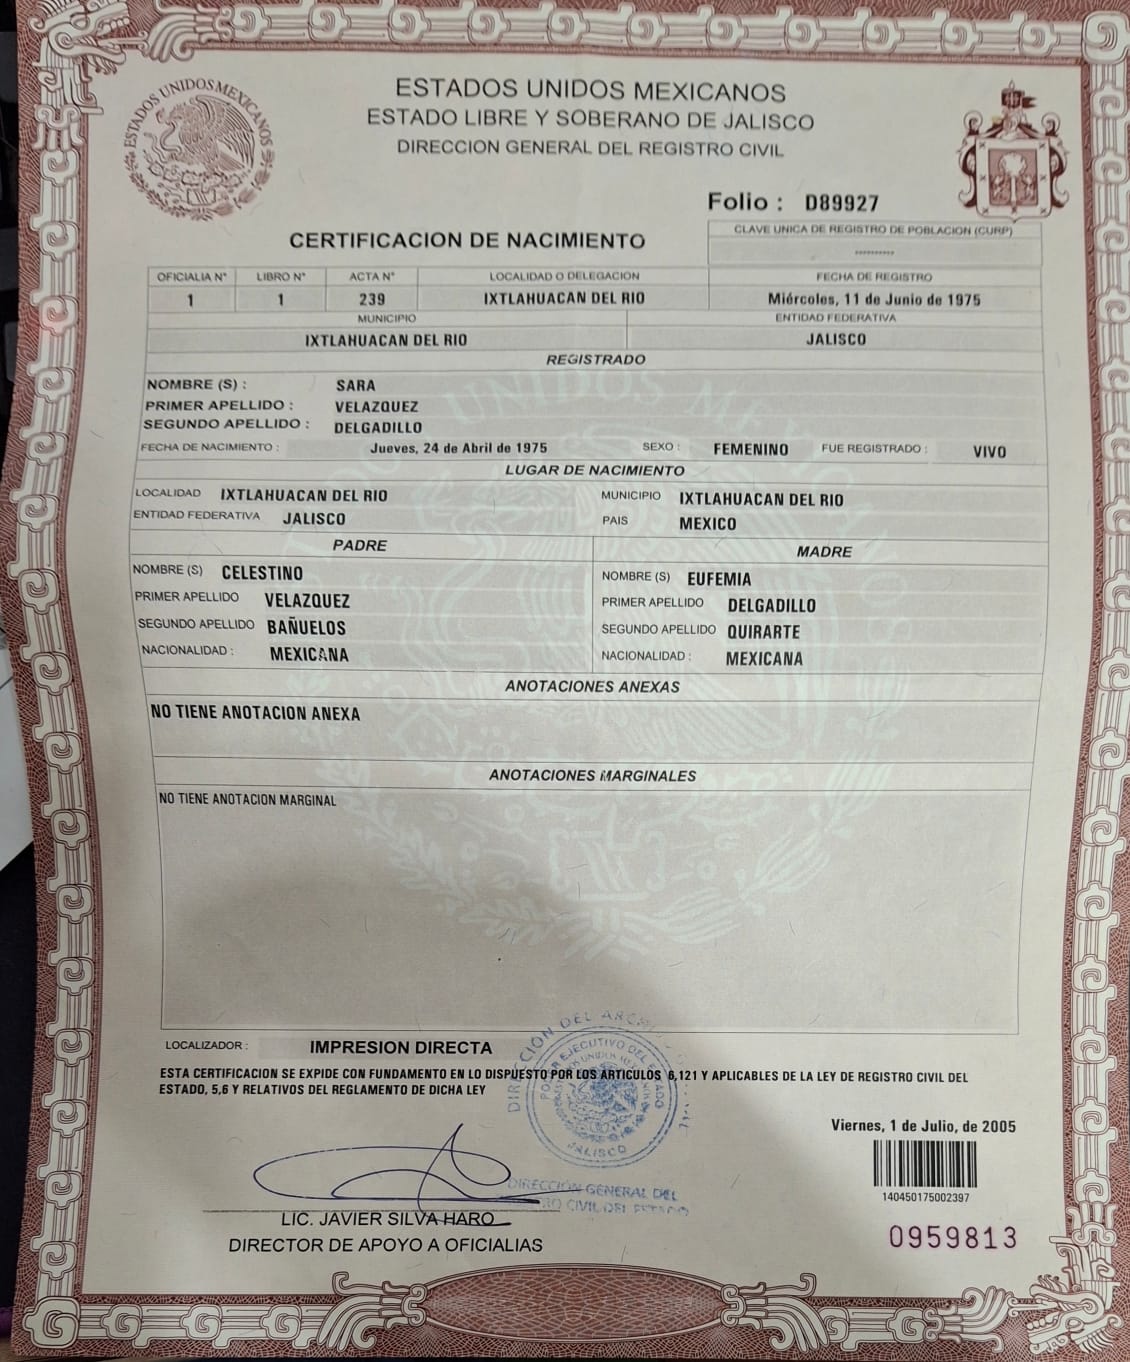 ESTADOS UNIDOS MEXICANOS
ESTADOS UNIDOS MEXICANOS
ESTADO LIBRE Y SOBERANO DE JALISCO
DIRECCION GENERAL DEL REGISTRO CIVIL
Folio : D89927
CERTIFICACION DE NACIMIENTO
CLAVE UNICA DE REGISTRO DE POBLACION (CURP)
----------
OFICIALIA N° LIBRO N° ACTA N° LOCALIDAD O DELEGACION FECHA DE REGISTRO
1 1 239 IXTLAHUACAN DEL RIO Miércoles, 11 de Junio de 1975
MUNICIPIO ENTIDAD FEDERATIVA
IXTLAHUACAN DEL RIO JALISCO
REGISTRADO
NOMBRE (S) : SARA
PRIMER APELLIDO : VELAZQUEZ
SEGUNDO APELLIDO : DELGADILLO
FECHA DE NACIMIENTO : Jueves, 24 de Abril de 1975 SEXO : FEMENINO FUE REGISTRADO : VIVO
LUGAR DE NACIMIENTO
LOCALIDAD IXTLAHUACAN DEL RIO MUNICIPIO IXTLAHUACAN DEL RIO
ENTIDAD FEDERATIVA JALISCO PAIS MEXICO
PADRE MADRE
NOMBRE (S) CELESTINO NOMBRE (S) EUFEMIA
PRIMER APELLIDO VELAZQUEZ PRIMER APELLIDO DELGADILLO
SEGUNDO APELLIDO BAÑUELOS SEGUNDO APELLIDO QUIRARTE
NACIONALIDAD : MEXICANA NACIONALIDAD : MEXICANA
ANOTACIONES ANEXAS
NO TIENE ANOTACION ANEXA
ANOTACIONES MARGINALES
NO TIENE ANOTACION MARGINAL
LOCALIZADOR : IMPRESION DIRECTA
ESTA CERTIFICACION SE EXPIDE CON FUNDAMENTO EN LO DISPUESTO POR LOS ARTICULOS 6,121 Y APLICABLES DE LA LEY DE REGISTRO CIVIL DEL
ESTADO, 5,6 Y RELATIVOS DEL REGLAMENTO DE DICHA LEY
DIRECCION DEL
PODER EJECUTIVO DEL ESTADO
JALISCO
DIRECCIÓN GENERAL DEL
CIVIL DEL ESTADO
Viernes, 1 de Julio, de 2005
140450175002397
0959813
LIC. JAVIER SILVA HARO
DIRECTOR DE APOYO A OFICIALIAS